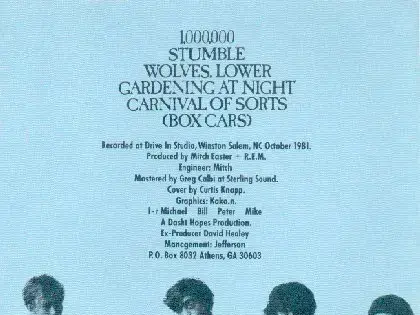 1,000,000
STUMBLE
WOLVES, LOWER
GARDENING AT NIGHT
CARNIVAL OF SORTS
(BOX CARS)
Recorded at Drive In Studio, Winston Salem, NC October 1981.
Produced by Mitch Easter + R.E.M.
Engineer: Mitch
Mastered by Greg Calbi at Sterling Sound.
Cover by Curtis Knapp.
Graphics: Koko.n.
l-r Michael Bill Peter Mike
A Dasht Hopes Production.
Ex-Producer David Healey
Management: Jefferson
P.O. Box 8032 Athens, GA 30603